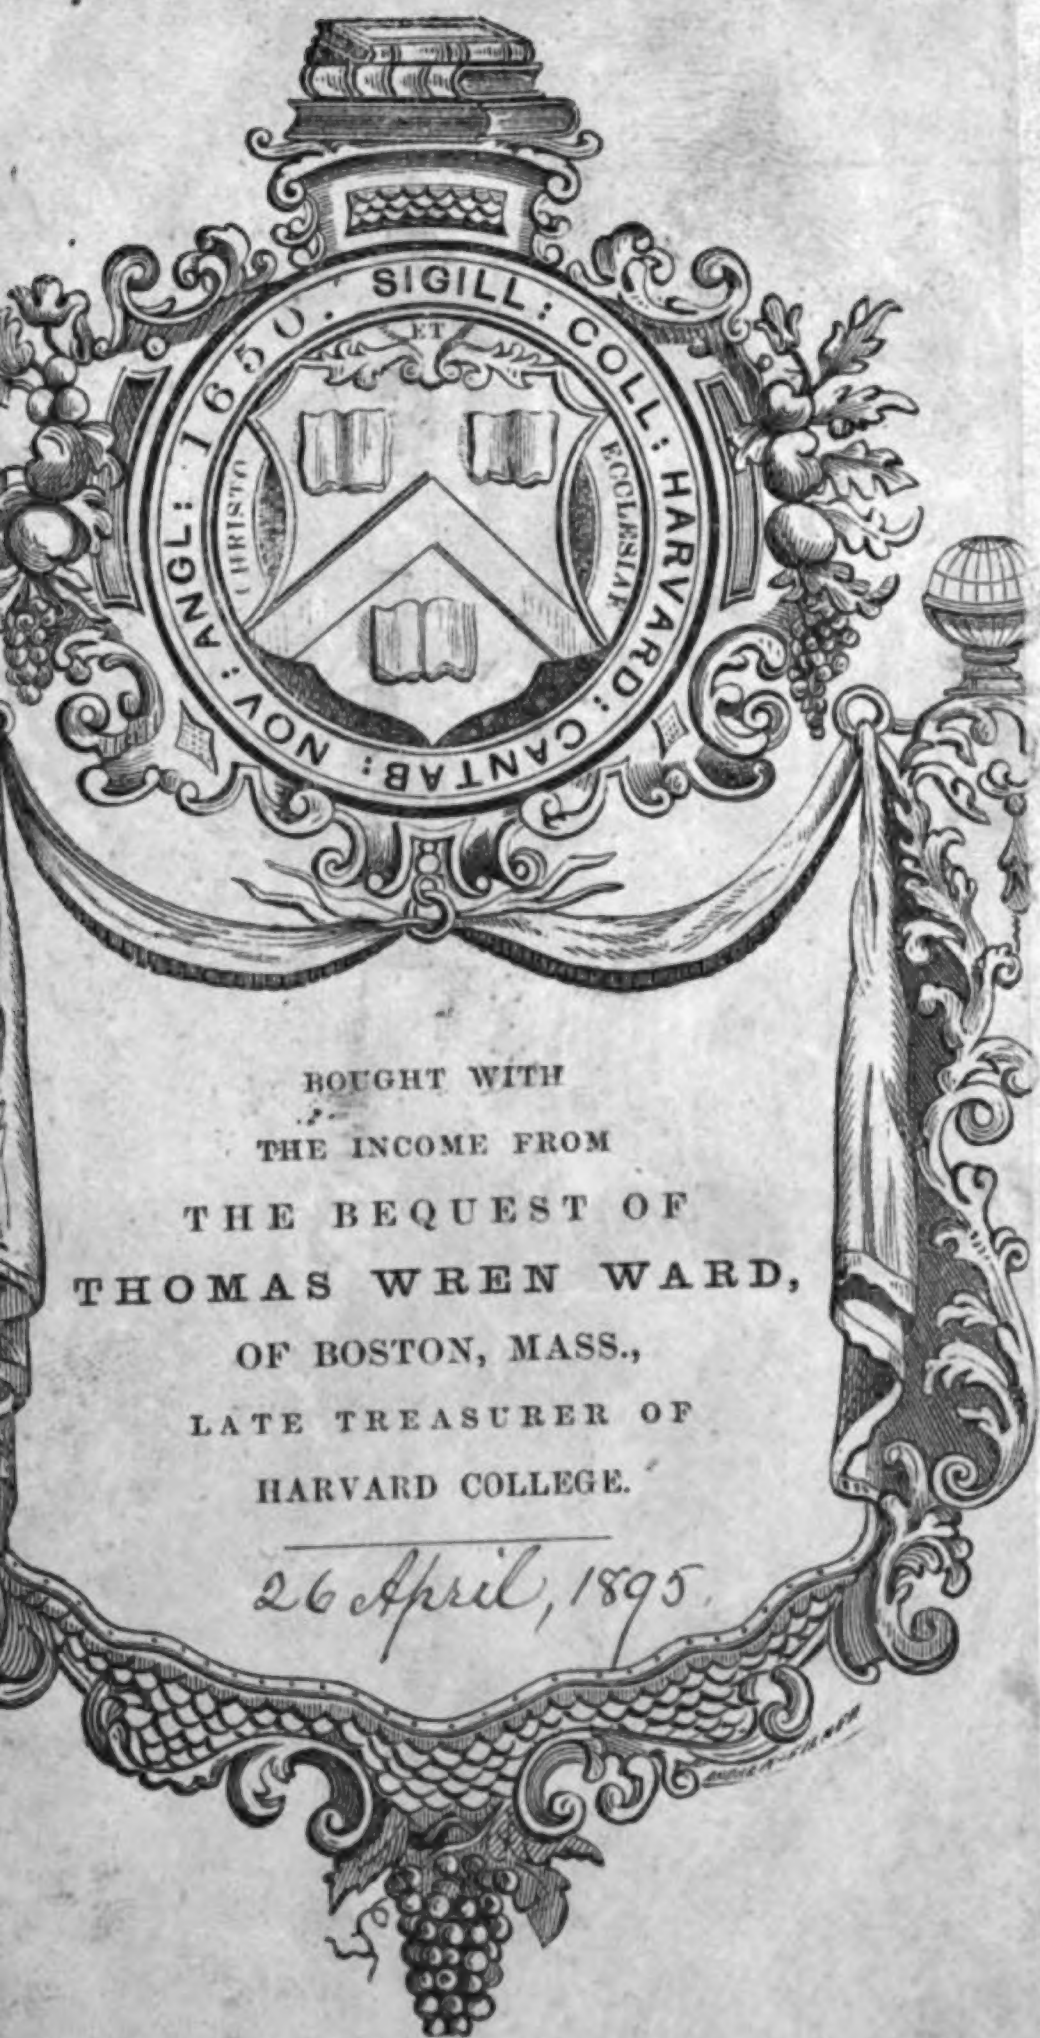 SIGILL: COLL: HARVARD: CANTAB: NOV: ANGL: 1650.
CHRISTO ET ECCLESIAE
BOUGHT WITH
THE INCOME FROM
THE BEQUEST OF
THOMAS WREN WARD,
OF BOSTON, MASS.,
LATE TREASURER OF
HARVARD COLLEGE.
26 April, 1895.